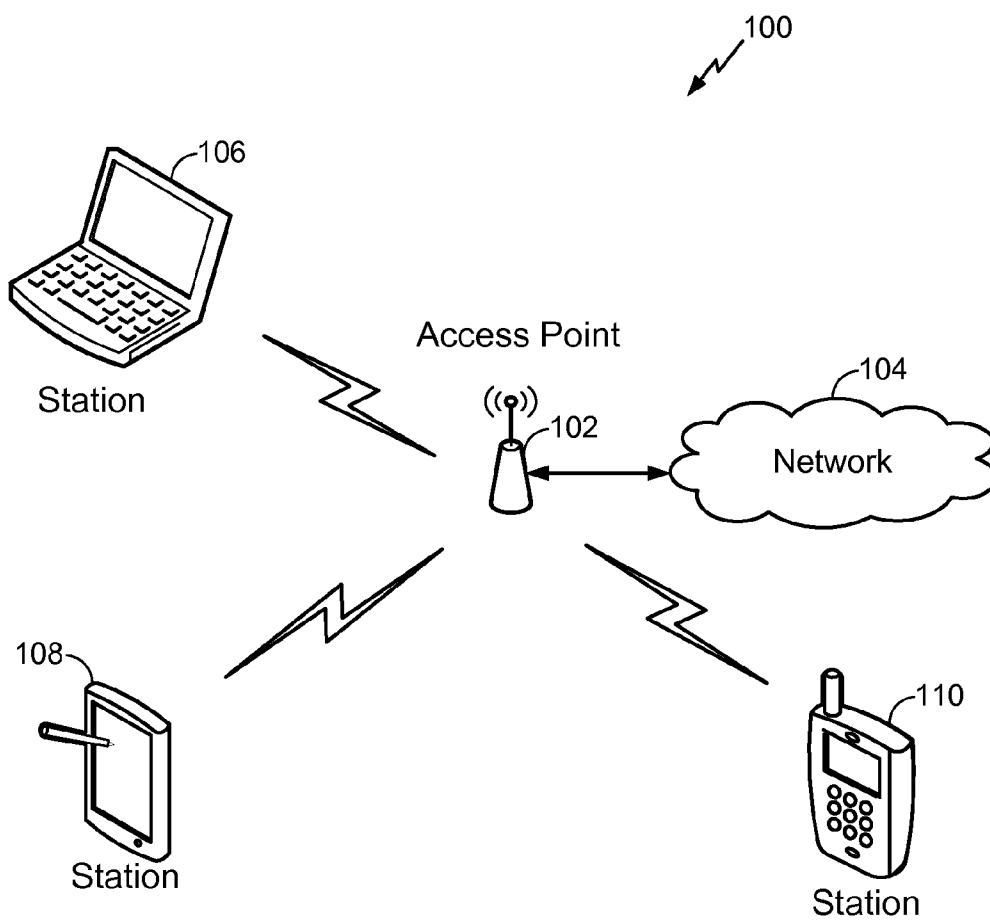 100
106
Station
Access Point
102
104
Network
108
Station
110
Station